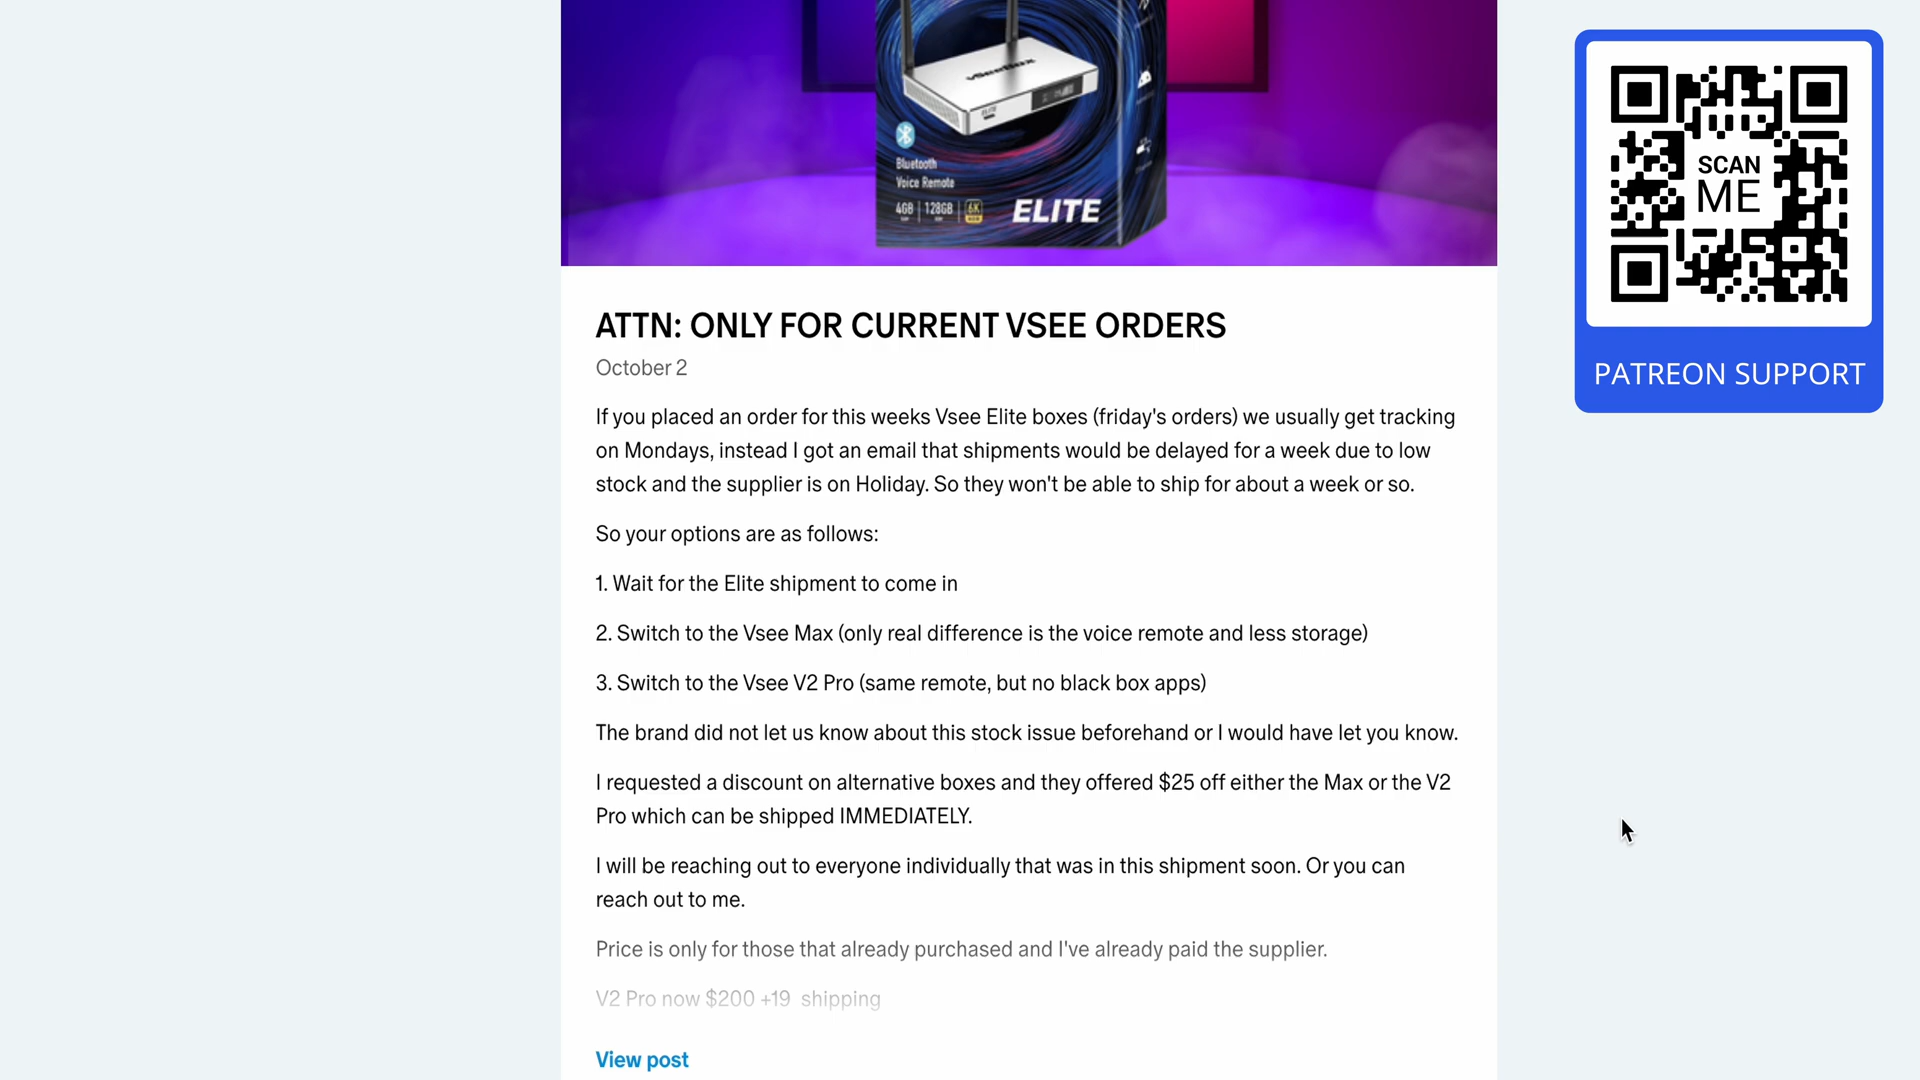 vSeeBox
ELITE
Bluetooth
Voice Remote
4GB 128GB 6K
ELITE
SCAN
ME
PATREON SUPPORT
ATTN: ONLY FOR CURRENT VSEE ORDERS
October 2
If you placed an order for this weeks Vsee Elite boxes (friday's orders) we usually get tracking
on Mondays, instead I got an email that shipments would be delayed for a week due to low
stock and the supplier is on Holiday. So they won't be able to ship for about a week or so.
So your options are as follows:
1. Wait for the Elite shipment to come in
2. Switch to the Vsee Max (only real difference is the voice remote and less storage)
3. Switch to the Vsee V2 Pro (same remote, but no black box apps)
The brand did not let us know about this stock issue beforehand or I would have let you know.
I requested a discount on alternative boxes and they offered $25 off either the Max or the V2
Pro which can be shipped IMMEDIATELY.
I will be reaching out to everyone individually that was in this shipment soon. Or you can
reach out to me.
Price is only for those that already purchased and I've already paid the supplier.
V2 Pro now $200 +19 shipping
View post